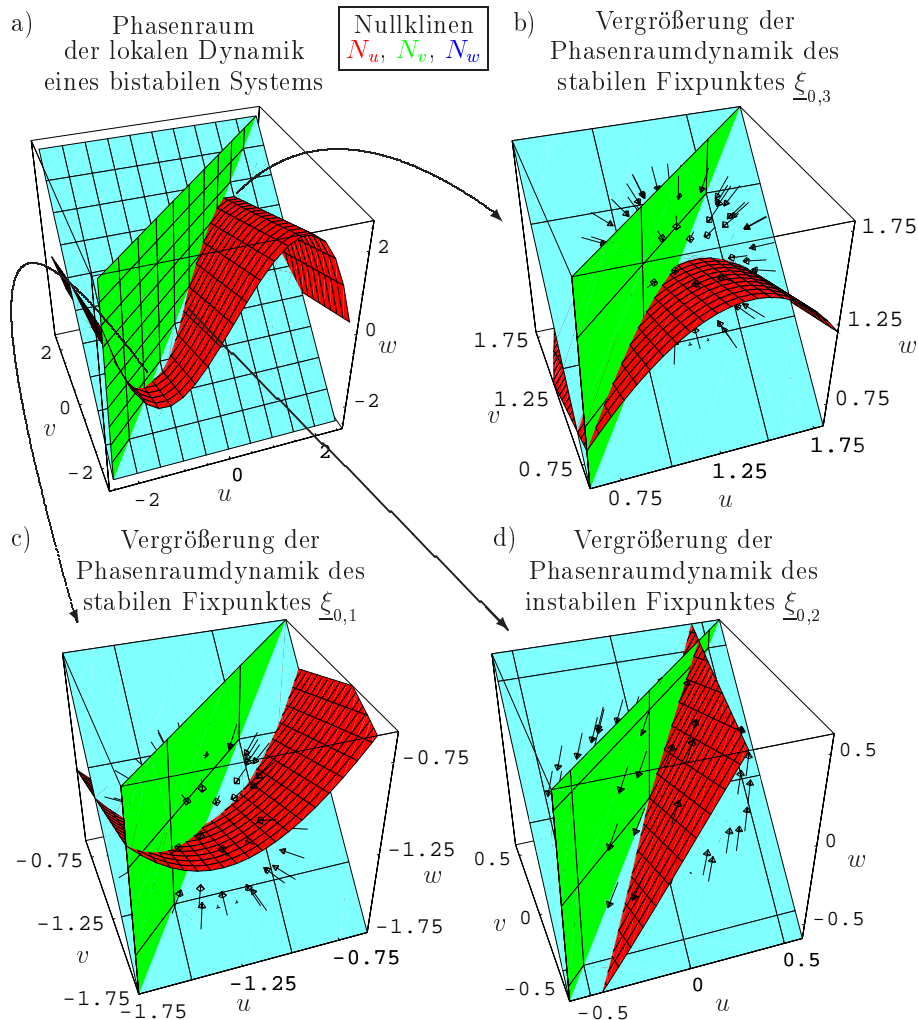 a)
Phasenraum
der lokalen Dynamik
eines bistabilen Systems
Nullklinen
N_u, N_v, N_w
b)
Vergrößerung der
Phasenraumdynamik des
stabilen Fixpunktes ξ_0,3
2
0
-2
v
-2
0
2
u
2
0
-2
w
1.75
1.25
0.75
v
0.75
1.25
1.75
u
1.75
1.25
0.75
w
c)
Vergrößerung der
Phasenraumdynamik des
stabilen Fixpunktes ξ_0,1
d)
Vergrößerung der
Phasenraumdynamik des
instabilen Fixpunktes ξ_0,2
-0.75
-1.25
-1.75
v
-1.75
-1.25
-0.75
u
-0.75
-1.25
-1.75
w
0.5
0
-0.5
v
-0.5
0
0.5
u
0.5
0
-0.5
w